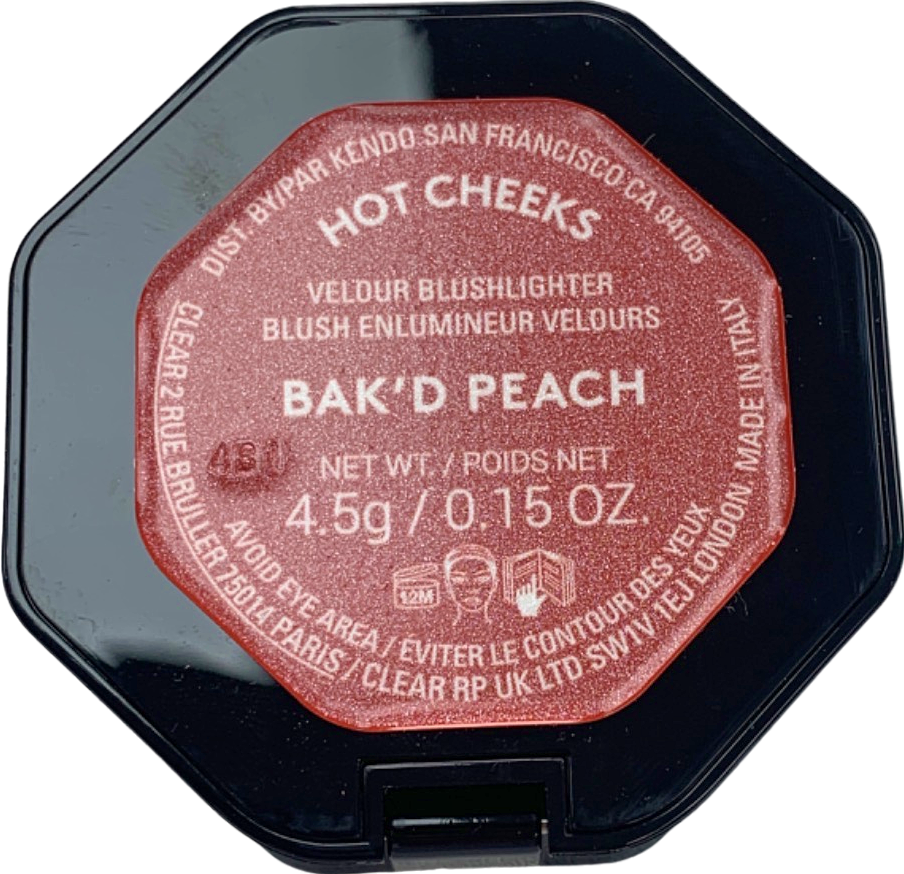 DIST. BY/PAR KENDO SAN FRANCISCO CA 94105
HOT CHEEKS
VELOUR BLUSHLIGHTER
BLUSH ENLUMINEUR VELOURS
BAK'D PEACH
NET WT. / POIDS NET
4.5g / 0.15 OZ.
12M
AVOID EYE AREA / EVITER LE CONTOUR DES YEUX
CLEAR 2 RUE BRULLER 75014 PARIS / CLEAR RP UK LTD SW1V 1EJ LONDON. MADE IN ITALY